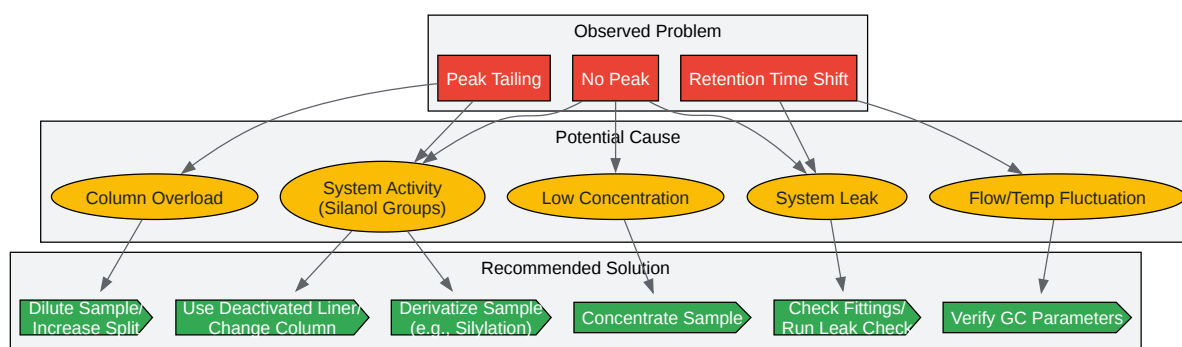 Observed Problem
Peak Tailing
No Peak
Retention Time Shift
Potential Cause
Column Overload
System Activity
(Silanol Groups)
Low Concentration
System Leak
Flow/Temp Fluctuation
Recommended Solution
Dilute Sample/
Increase Split
Use Deactivated Liner/
Change Column
Derivatize Sample
(e.g., Silylation)
Concentrate Sample
Check Fittings/
Run Leak Check
Verify GC Parameters